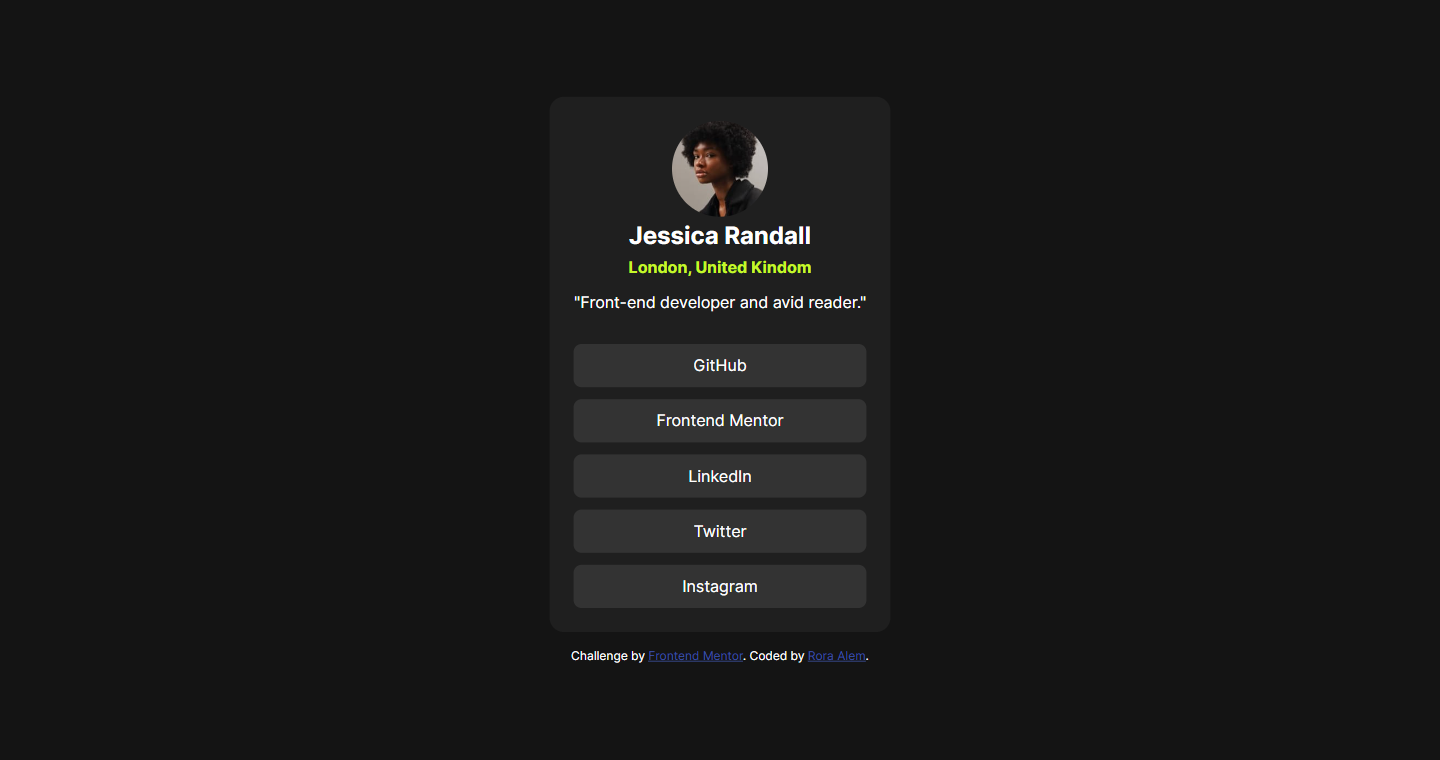 Jessica Randall
London, United Kindom
"Front-end developer and avid reader."
GitHub
Frontend Mentor
LinkedIn
Twitter
Instagram
Challenge by Frontend Mentor. Coded by Rora Alem.